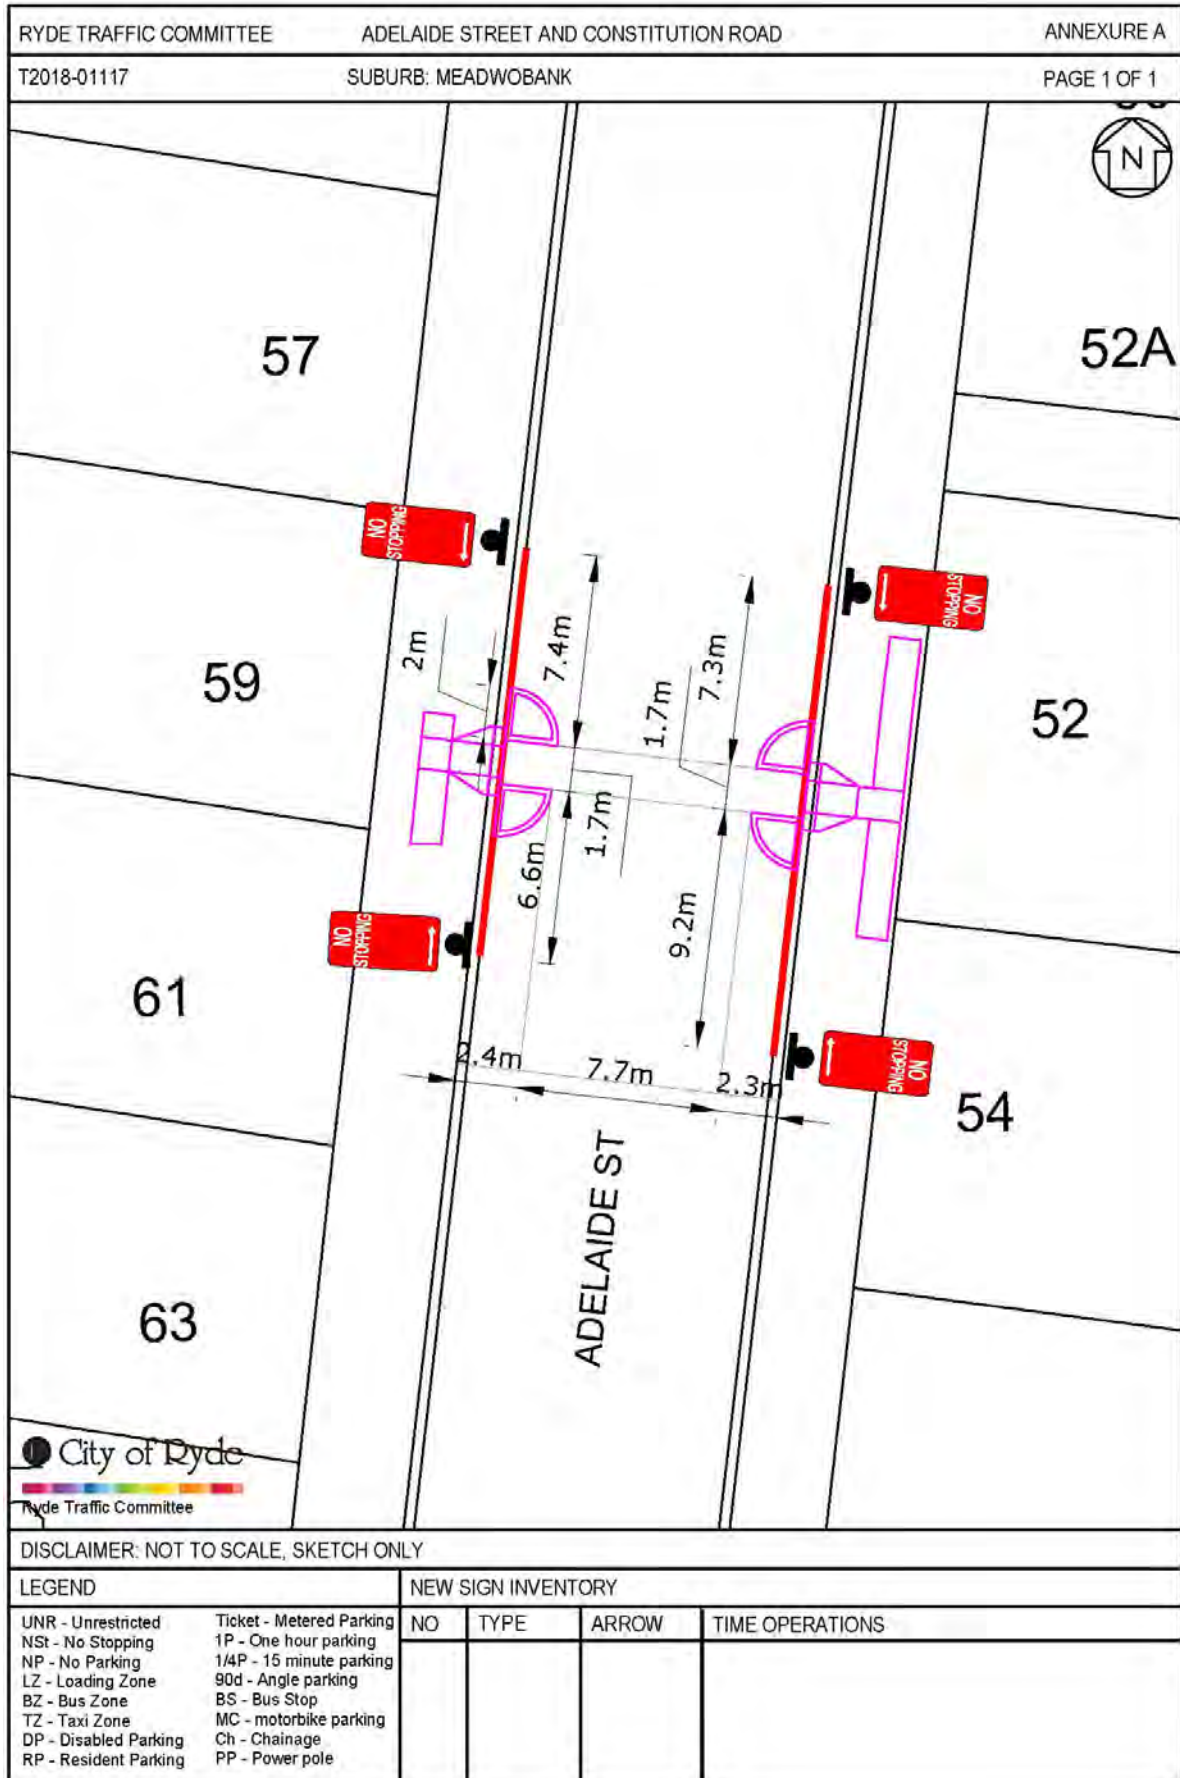 RYDE TRAFFIC COMMITTEE ADELAIDE STREET AND CONSTITUTION ROAD ANNEXURE A
T2018-01117 SUBURB: MEADWOBANK PAGE 1 OF 1
N
57
52A
NO STOPPING
NO STOPPING
2m
7.4m
7.3m
1.7m
59
52
1.7m
6.6m
9.2m
NO STOPPING
61
NO STOPPING
2.4m
7.7m
2.3m
54
ADELAIDE ST
63
City of Ryde
Ryde Traffic Committee
DISCLAIMER: NOT TO SCALE, SKETCH ONLY
LEGEND
UNR - Unrestricted
NSt - No Stopping
NP - No Parking
LZ - Loading Zone
BZ - Bus Zone
TZ - Taxi Zone
DP - Disabled Parking
RP - Resident Parking
Ticket - Metered Parking
1P - One hour parking
1/4P - 15 minute parking
90d - Angle parking
BS - Bus Stop
MC - motorbike parking
Ch - Chainage
PP - Power pole
NEW SIGN INVENTORY
NO TYPE ARROW TIME OPERATIONS